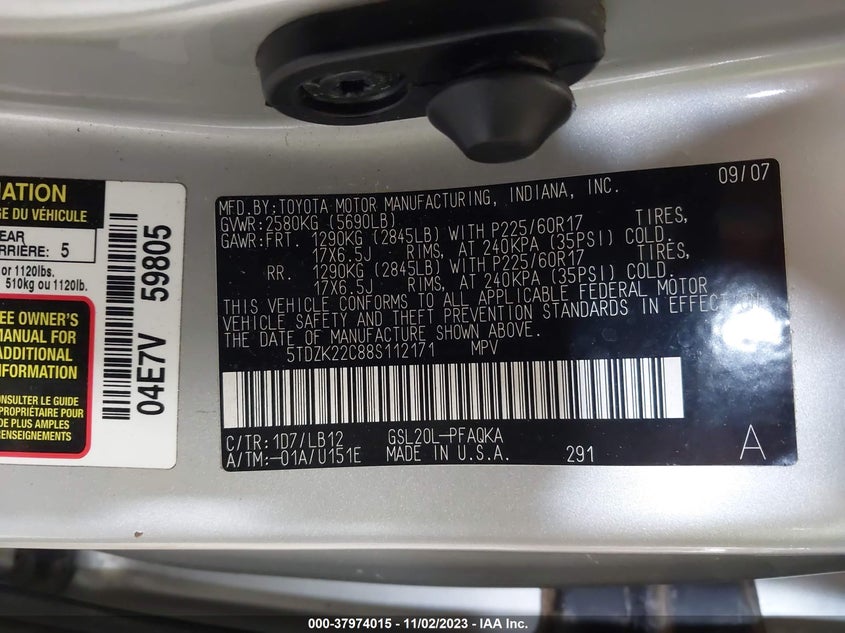 MATION
GE DU VÉHICULE
EAR
RRIÈRE: 5
or 1120lbs.
510kg ou 1120lb.
EE OWNER'S
MANUAL FOR
ADDITIONAL
NFORMATION
CONSULTER LE GUIDE
PROPRIÉTAIRE POUR
DE PLUS AMPLES
RENSEIGNEMENTS
04E7V 59805
09/07
MFD.BY:TOYOTA MOTOR MANUFACTURING, INDIANA, INC.
GVWR:2580KG (5690LB)
GAWR:FRT. 1290KG (2845LB) WITH P225/60R17 TIRES,
17X6.5J RIMS, AT 240KPA (35PSI) COLD.
RR. 1290KG (2845LB) WITH P225/60R17 TIRES,
17X6.5J RIMS, AT 240KPA (35PSI) COLD.
THIS VEHICLE CONFORMS TO ALL APPLICABLE FEDERAL MOTOR
VEHICLE SAFETY AND THEFT PREVENTION STANDARDS IN EFFECT ON
THE DATE OF MANUFACTURE SHOWN ABOVE.
5TDZK22C88S112171 MPV
C/TR:1D7/LB12 GSL20L-PFAQKA
A/TM:-01A/U151E MADE IN U.S.A. 291 A
000-37974015 - 11/02/2023 - IAA Inc.